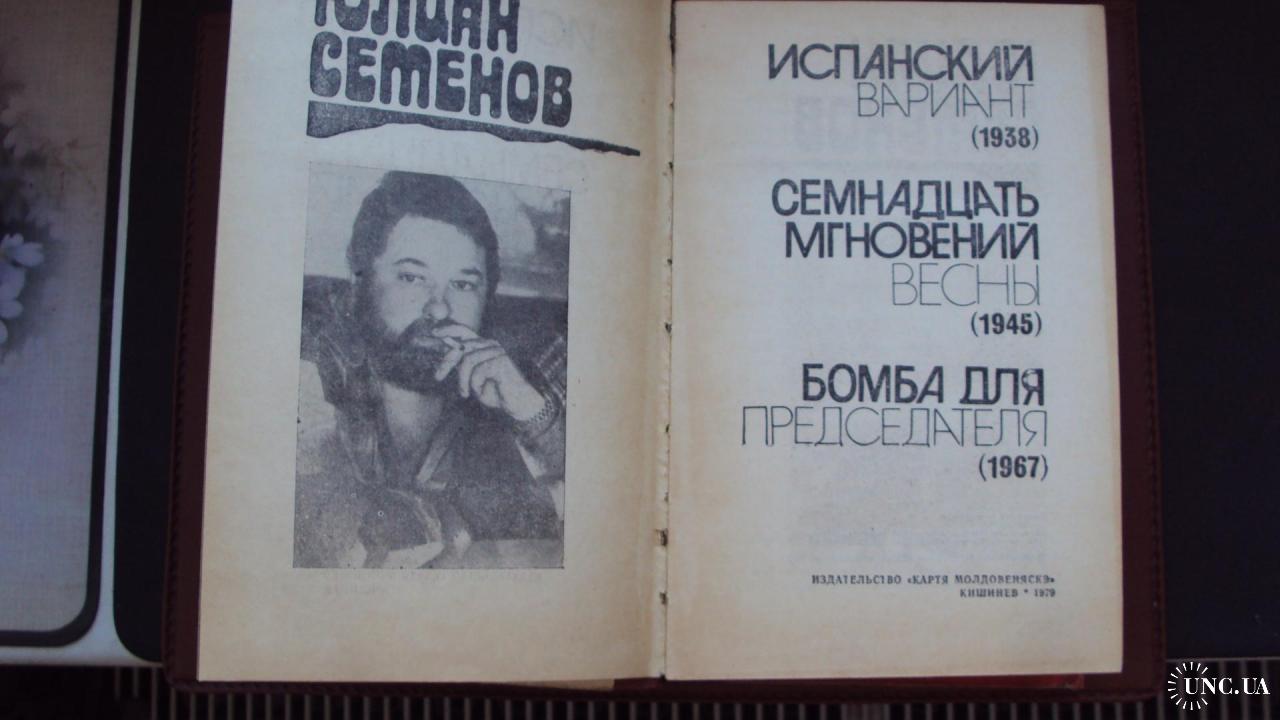 ЮЛИАН
СЕМЕНОВ
ИСПАНСКИЙ
ВАРИАНТ
(1938)
СЕМНАДЦАТЬ
МГНОВЕНИЙ
ВЕСНЫ
(1945)
БОМБА ДЛЯ
ПРЕДСЕДАТЕЛЯ
(1967)
ИЗДАТЕЛЬСТВО «КАРТЯ МОЛДОВЕНЯСКЭ»
КИШИНЕВ * 1979
UNC.UA